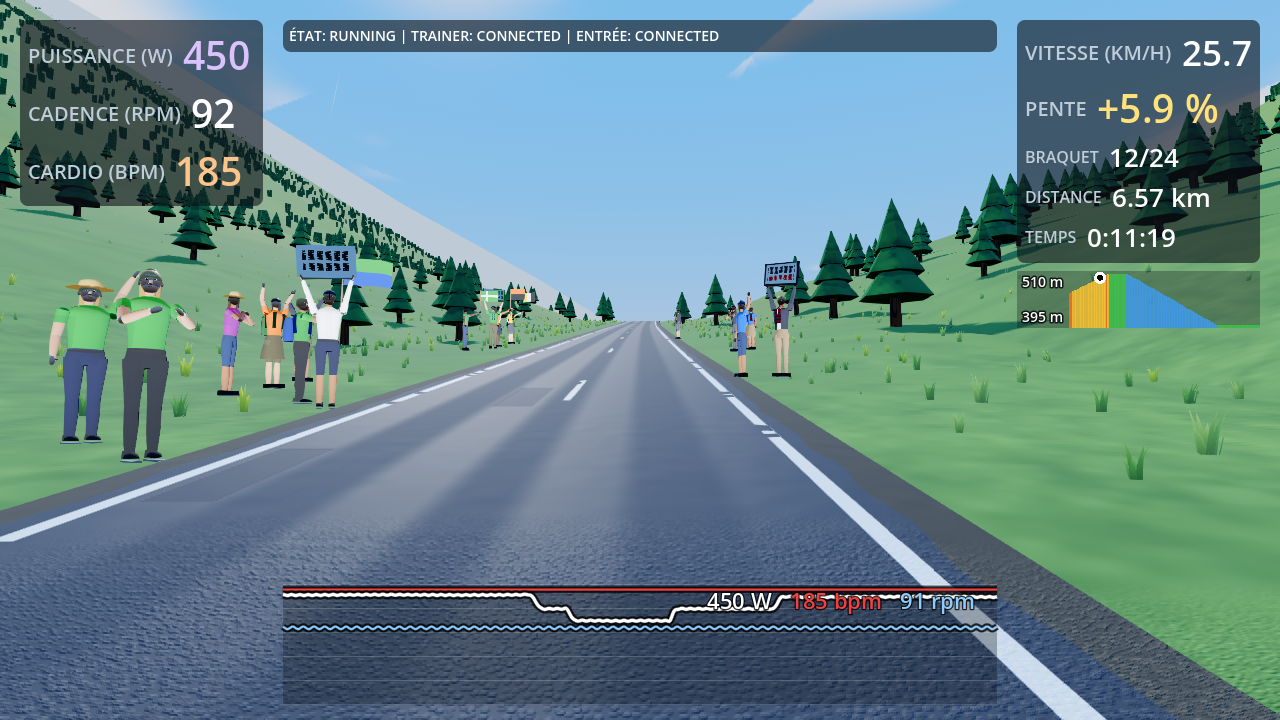 PUISSANCE (W) 450
CADENCE (RPM) 92
CARDIO (BPM) 185
ÉTAT: RUNNING | TRAINER: CONNECTED | ENTRÉE: CONNECTED
VITESSE (KM/H) 25.7
PENTE +5.9 %
BRAQUET 12/24
DISTANCE 6.57 km
TEMPS 0:11:19
510 m
395 m
450 W 185 bpm 91 rpm